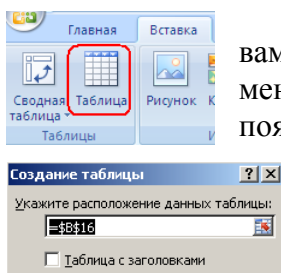 Главная Вставка
Сводная таблица Таблица Рисунок
Таблицы
вам
мен
поя
Создание таблицы
Укажите расположение данных таблицы:
=$B$16
Таблица с заголовками